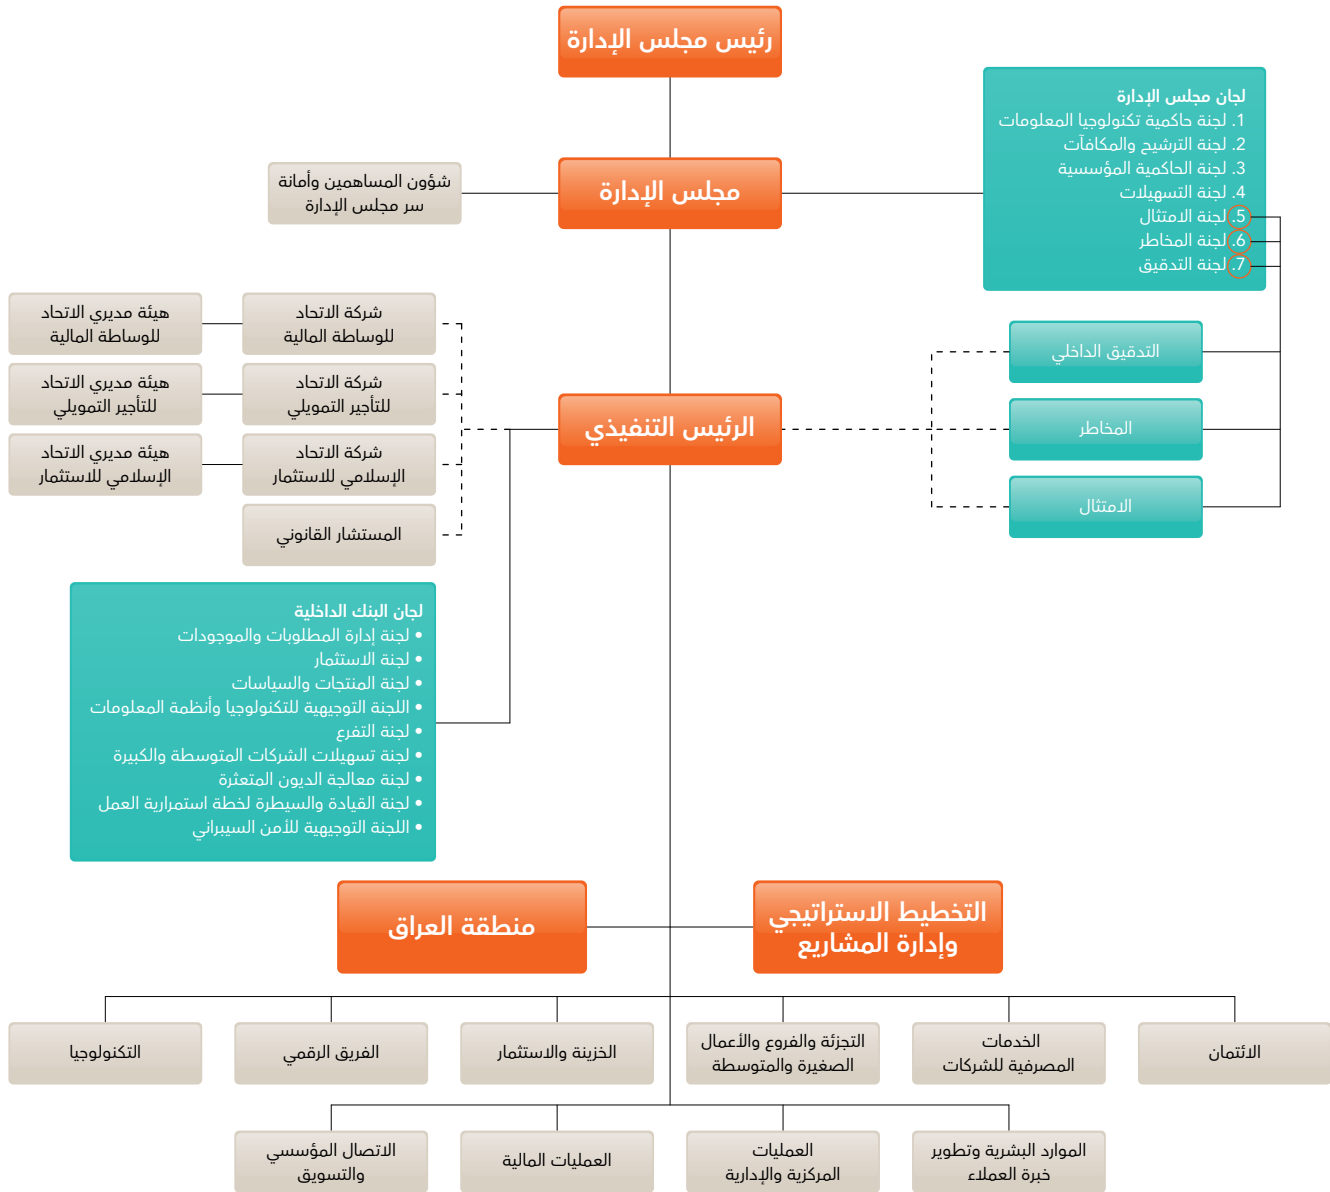 رئيس مجلس الإدارة
لجان مجلس الإدارة
1. لجنة حاكمية تكنولوجيا المعلومات
2. لجنة الترشيح والمكافآت
3. لجنة الحاكمية المؤسسية
4. لجنة التسهيلات
5. لجنة الامتثال
6. لجنة المخاطر
7. لجنة التدقيق
مجلس الإدارة
شؤون المساهمين وأمانة
سر مجلس الإدارة
التدقيق الداخلي
المخاطر
الامتثال
الرئيس التنفيذي
شركة الاتحاد
للوساطة المالية
هيئة مديري الاتحاد
للوساطة المالية
شركة الاتحاد
للتأجير التمويلي
هيئة مديري الاتحاد
للتأجير التمويلي
شركة الاتحاد
الإسلامي للاستثمار
هيئة مديري الاتحاد
الإسلامي للاستثمار
المستشار القانوني
لجان البنك الداخلية
• لجنة إدارة المطلوبات والموجودات
• لجنة الاستثمار
• لجنة المنتجات والسياسات
• اللجنة التوجيهية للتكنولوجيا وأنظمة المعلومات
• لجنة التفرع
• لجنة تسهيلات الشركات المتوسطة والكبيرة
• لجنة معالجة الديون المتعثرة
• لجنة القيادة والسيطرة لخطة استمرارية العمل
• اللجنة التوجيهية للأمن السيبراني
التخطيط الاستراتيجي
وإدارة المشاريع
منطقة العراق
الائتمان
الخدمات
المصرفية للشركات
التجزئة والفروع والأعمال
الصغيرة والمتوسطة
الخزينة والاستثمار
الفريق الرقمي
التكنولوجيا
الموارد البشرية وتطوير
خبرة العملاء
العمليات
المركزية والإدارية
العمليات المالية
الاتصال المؤسسي
والتسويق